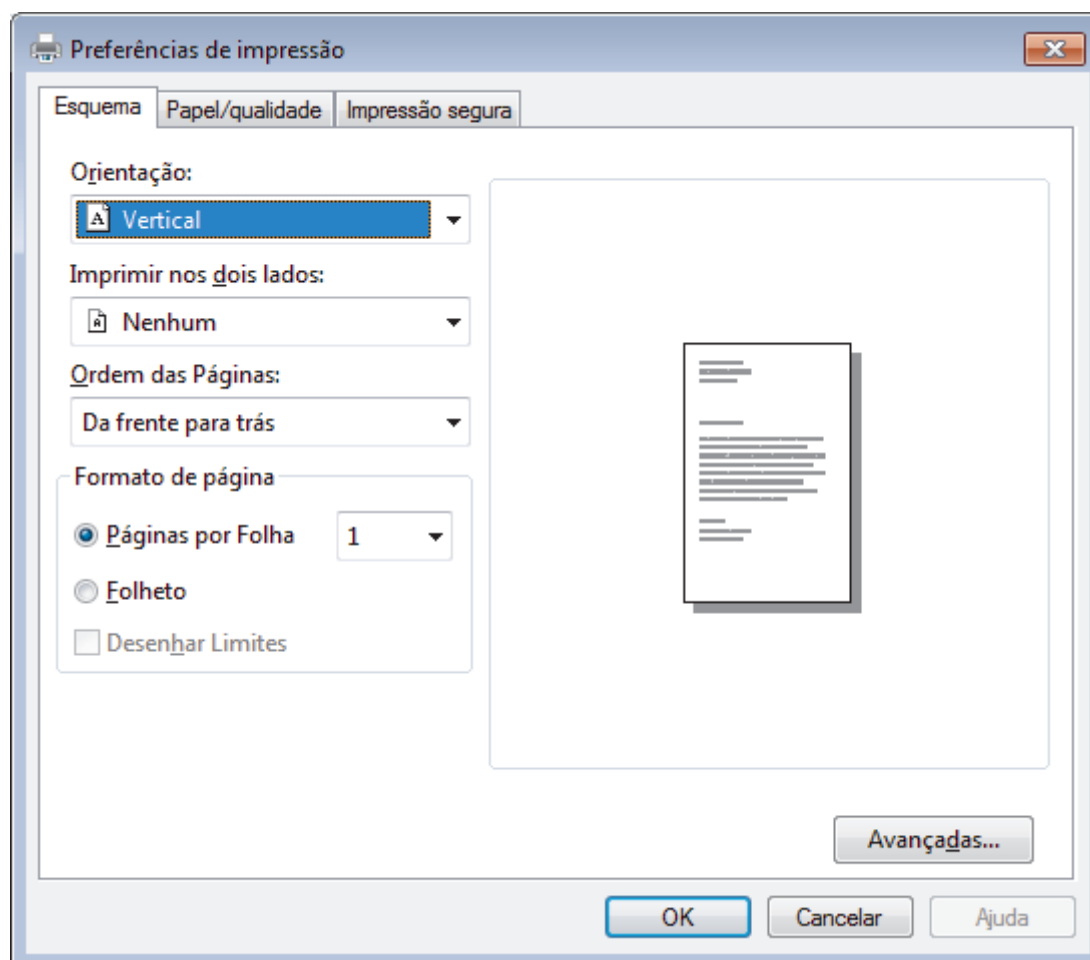 Preferências de impressão
Esquema Papel/qualidade Impressão segura
Orientação:
A Vertical
Imprimir nos dois lados:
A Nenhum
Ordem das Páginas:
Da frente para trás
Formato de página
Páginas por Folha 1
Folheto
Desenhar Limites
Avançadas...
OK Cancelar Ajuda